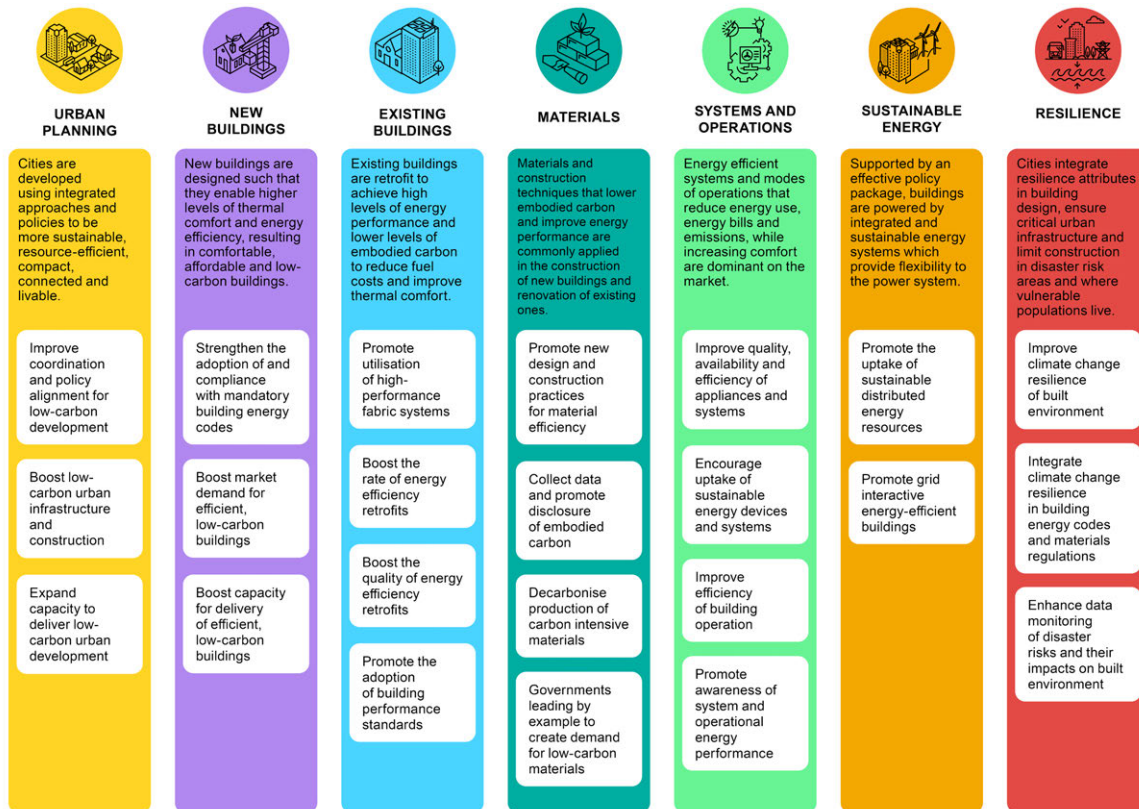 URBAN
PLANNING
Cities are
developed
using integrated
approaches and
policies to be
more sustainable,
resource-efficient,
compact,
connected and
livable.
Improve
coordination
and policy
alignment for
low-carbon
development
Boost low-
carbon urban
infrastructure
and
construction
Expand
capacity to
deliver low-
carbon urban
development
NEW
BUILDINGS
New buildings are
designed such that
they enable higher
levels of thermal
comfort and energy
efficiency, resulting
in comfortable,
affordable and low-
carbon buildings.
Strengthen the
adoption of and
compliance
with mandatory
building energy
codes
Boost market
demand for
efficient,
low-carbon
buildings
Boost capacity
for delivery
of efficient,
low-carbon
buildings
EXISTING
BUILDINGS
Existing buildings
are retrofit to
achieve high
levels of energy
performance and
lower levels of
embodied carbon
to reduce fuel
costs and improve
thermal comfort.
Promote
utilisation
of high-
performance
fabric systems
Boost the
rate of energy
efficiency
retrofits
Boost the
quality of energy
efficiency
retrofits
Promote the
adoption
of building
performance
standards
MATERIALS
Materials and
construction
techniques that lower
embodied carbon
and improve energy
performance are
commonly applied
in the construction
of new buildings and
renovation of existing
ones.
Promote new
design and
construction
practices
for material
efficiency
Collect data
and promote
disclosure
of embodied
carbon
Decarbonise
production of
carbon intensive
materials
Governments
leading by
example to
create demand
for low-carbon
materials
SYSTEMS AND
OPERATIONS
Energy efficient
systems and modes
of operations that
reduce energy use,
energy bills and
emissions, while
increasing comfort
are dominant on the
market.
Improve quality,
availability and
efficiency of
appliances and
systems
Encourage
uptake of
sustainable
energy devices
and systems
Improve
efficiency
of building
operation
Promote
awareness of
system and
operational
energy
performance
SUSTAINABLE
ENERGY
Supported by an
effective policy
package, buildings
are powered by
integrated and
sustainable energy
systems which
provide flexibility to
the power system.
Promote the
uptake of
sustainable
distributed
energy
resources
Promote grid
interactive
energy-efficient
buildings
RESILIENCE
Cities integrate
resilience attributes
in building
design, ensure
critical urban
infrastructure and
limit construction
in disaster risk
areas and where
vulnerable
populations live.
Improve
climate change
resilience
of built
environment
Integrate
climate change
resilience
in building
energy codes
and materials
regulations
Enhance data
monitoring
of disaster
risks and their
impacts on built
environment